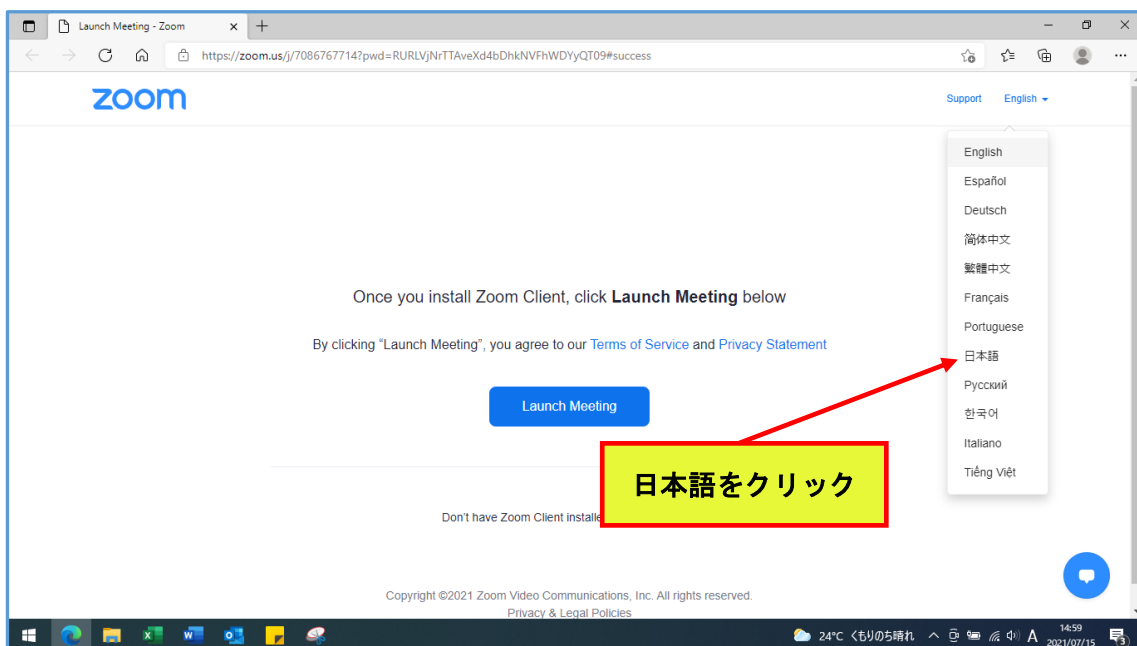 Launch Meeting - Zoom
https://zoom.us/j/7086767714?pwd=RURLVjNrTTAveXd4bDhkNVFhWDYyQT09#success
zoom
Support English
English
Español
Deutsch
简体中文
繁體中文
Français
Portuguese
日本語
Русский
한국어
Italiano
Tiếng Việt
Once you install Zoom Client, click Launch Meeting below
By clicking “Launch Meeting”, you agree to our Terms of Service and Privacy Statement
Launch Meeting
日本語をクリック
Don't have Zoom Client
Copyright ©2021 Zoom Video Communications, Inc. All rights reserved.
Privacy & Legal Policies
24°C くもりのち晴れ A 14:59
2021/07/15
3